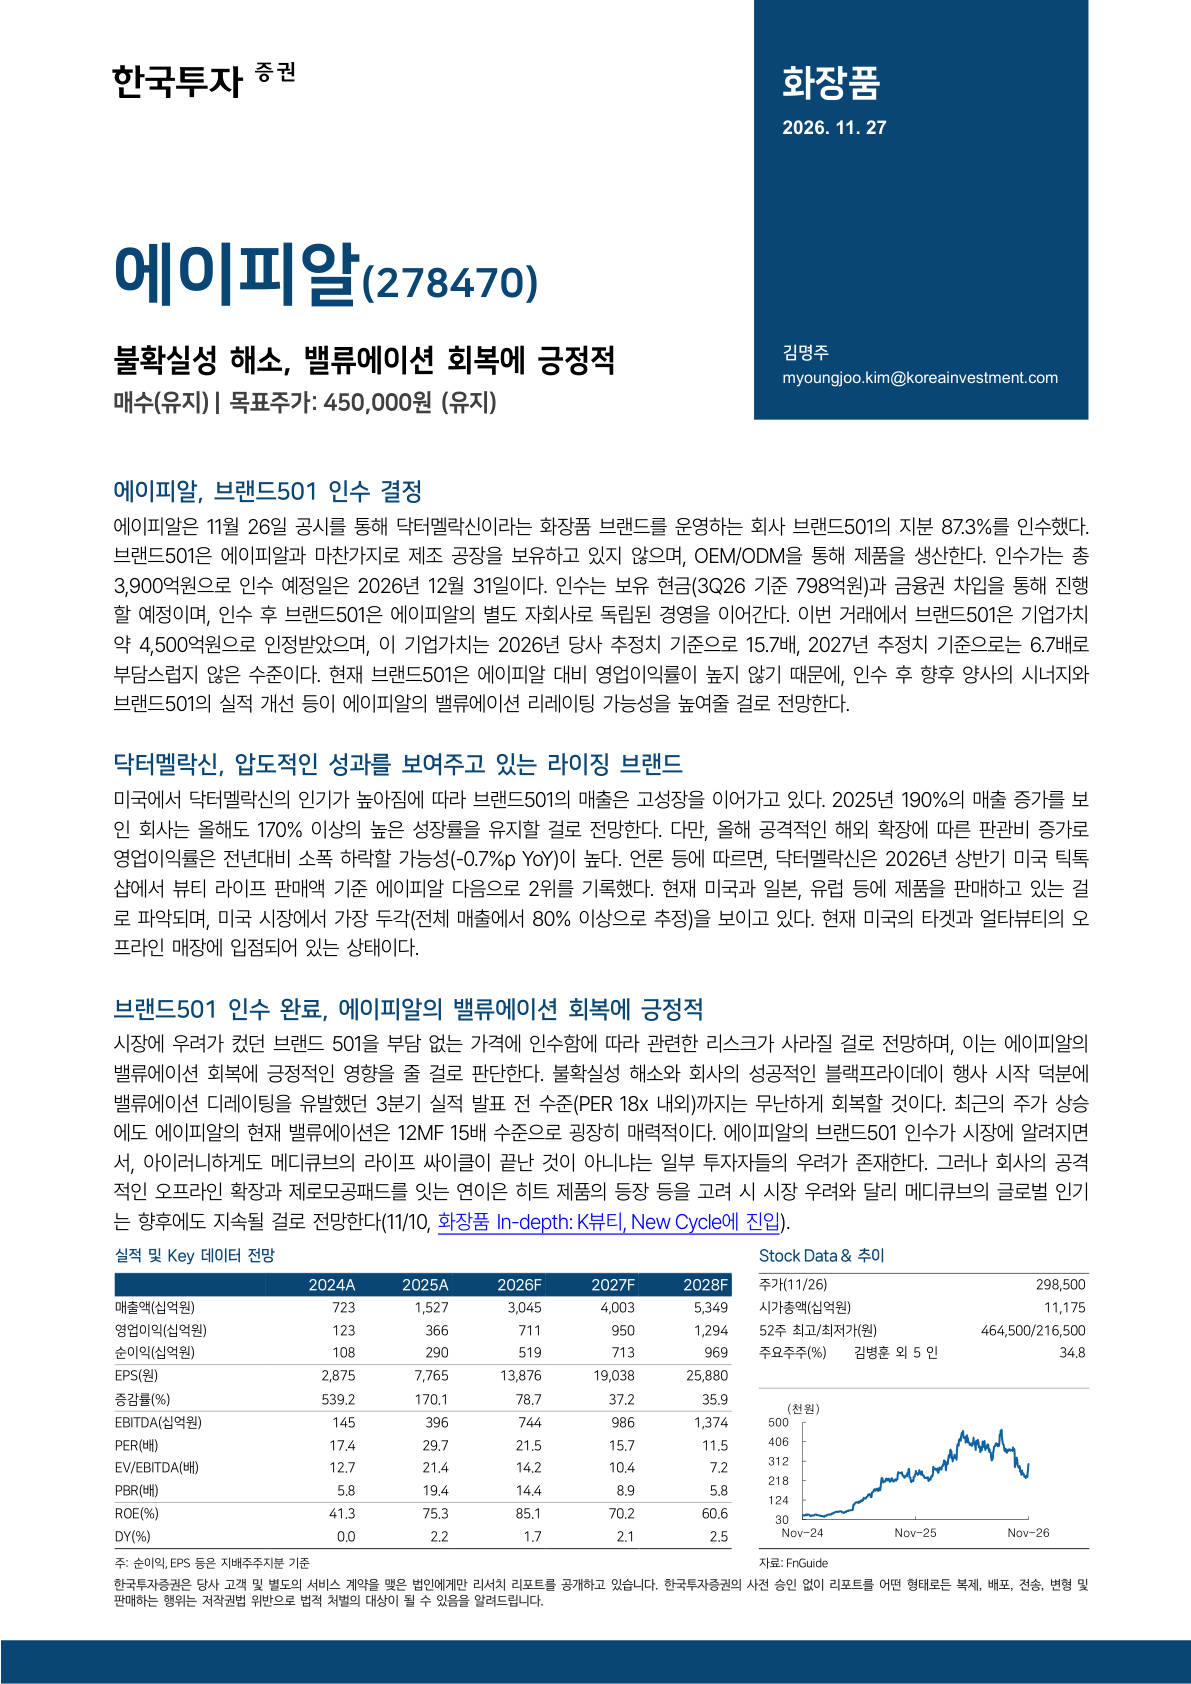 한국투자 증권
화장품
2026. 11. 27
김명주
myoungjoo.kim@koreainvestment.com
에이피알(278470)
불확실성 해소, 밸류에이션 회복에 긍정적
매수(유지) | 목표주가: 450,000원 (유지)
에이피알, 브랜드501 인수 결정
에이피알은 11월 26일 공시를 통해 닥터멜락신이라는 화장품 브랜드를 운영하는 회사 브랜드501의 지분 87.3%를 인수했다.
브랜드501은 에이피알과 마찬가지로 제조 공장을 보유하고 있지 않으며, OEM/ODM을 통해 제품을 생산한다. 인수가는 총
3,900억원으로 인수 예정일은 2026년 12월 31일이다. 인수는 보유 현금(3Q26 기준 798억원)과 금융권 차입을 통해 진행
할 예정이며, 인수 후 브랜드501은 에이피알의 별도 자회사로 독립된 경영을 이어간다. 이번 거래에서 브랜드501은 기업가치
약 4,500억원으로 인정받았으며, 이 기업가치는 2026년 당사 추정치 기준으로 15.7배, 2027년 추정치 기준으로는 6.7배로
부담스럽지 않은 수준이다. 현재 브랜드501은 에이피알 대비 영업이익률이 높지 않기 때문에, 인수 후 향후 양사의 시너지와
브랜드501의 실적 개선 등이 에이피알의 밸류에이션 리레이팅 가능성을 높여줄 걸로 전망한다.
닥터멜락신, 압도적인 성과를 보여주고 있는 라이징 브랜드
미국에서 닥터멜락신의 인기가 높아짐에 따라 브랜드501의 매출은 고성장을 이어가고 있다. 2025년 190%의 매출 증가를 보
인 회사는 올해도 170% 이상의 높은 성장률을 유지할 걸로 전망한다. 다만, 올해 공격적인 해외 확장에 따른 판관비 증가로
영업이익률은 전년대비 소폭 하락할 가능성(-0.7%p YoY)이 높다. 언론 등에 따르면, 닥터멜락신은 2026년 상반기 미국 틱톡
샵에서 뷰티 라이프 판매액 기준 에이피알 다음으로 2위를 기록했다. 현재 미국과 일본, 유럽 등에 제품을 판매하고 있는 걸
로 파악되며, 미국 시장에서 가장 두각(전체 매출에서 80% 이상으로 추정)을 보이고 있다. 현재 미국의 타겟과 얼타뷰티의 오
프라인 매장에 입점되어 있는 상태이다.
브랜드501 인수 완료, 에이피알의 밸류에이션 회복에 긍정적
시장에 우려가 컸던 브랜드 501을 부담 없는 가격에 인수함에 따라 관련한 리스크가 사라질 걸로 전망하며, 이는 에이피알의
밸류에이션 회복에 긍정적인 영향을 줄 걸로 판단한다. 불확실성 해소와 회사의 성공적인 블랙프라이데이 행사 시작 덕분에
밸류에이션 디레이팅을 유발했던 3분기 실적 발표 전 수준(PER 18x 내외)까지는 무난하게 회복할 것이다. 최근의 주가 상승
에도 에이피알의 현재 밸류에이션은 12MF 15배 수준으로 굉장히 매력적이다. 에이피알의 브랜드501 인수가 시장에 알려지면
서, 아이러니하게도 메디큐브의 라이프 싸이클이 끝난 것이 아니냐는 일부 투자자들의 우려가 존재한다. 그러나 회사의 공격
적인 오프라인 확장과 제로모공패드를 잇는 연이은 히트 제품의 등장 등을 고려 시 시장 우려와 달리 메디큐브의 글로벌 인기
는 향후에도 지속될 걸로 전망한다(11/10, 화장품 In-depth: K뷰티, New Cycle에 진입).
실적 및 Key 데이터 전망
2024A 2025A 2026F 2027F 2028F
매출액(십억원) 723 1,527 3,045 4,003 5,349
영업이익(십억원) 123 366 711 950 1,294
순이익(십억원) 108 290 519 713 969
EPS(원) 2,875 7,765 13,876 19,038 25,880
증감률(%) 539.2 170.1 78.7 37.2 35.9
EBITDA(십억원) 145 396 744 986 1,374
PER(배) 17.4 29.7 21.5 15.7 11.5
EV/EBITDA(배) 12.7 21.4 14.2 10.4 7.2
PBR(배) 5.8 19.4 14.4 8.9 5.8
ROE(%) 41.3 75.3 85.1 70.2 60.6
DY(%) 0.0 2.2 1.7 2.1 2.5
주: 순이익, EPS 등은 지배주주지분 기준
Stock Data & 추이
주가(11/26) 298,500
시가총액(십억원) 11,175
52주 최고/최저가(원) 464,500/216,500
주요주주(%) 김병훈 외 5 인 34.8
(천원)
500
406
312
218
124
30
Nov-24 Nov-25 Nov-26
자료: FnGuide
한국투자증권은 당사 고객 및 별도의 서비스 계약을 맺은 법인에게만 리서치 리포트를 공개하고 있습니다. 한국투자증권의 사전 승인 없이 리포트를 어떤 형태로든 복제, 배포, 전송, 변형 및
판매하는 행위는 저작권법 위반으로 법적 처벌의 대상이 될 수 있음을 알려드립니다.